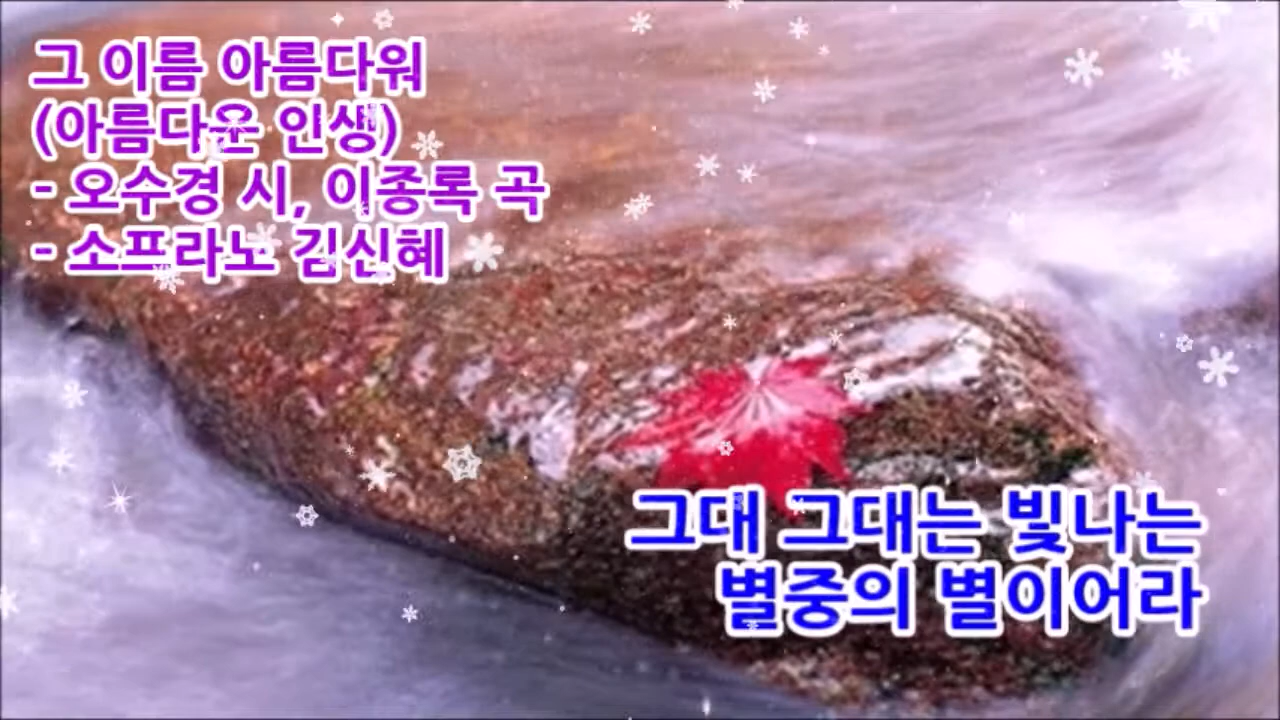 그 이름 아름다워
(아름다운 인생)
- 오수경 시, 이종록 곡
- 소프라노 김신혜
그대 그대는 빛나는
별중의 별이어라